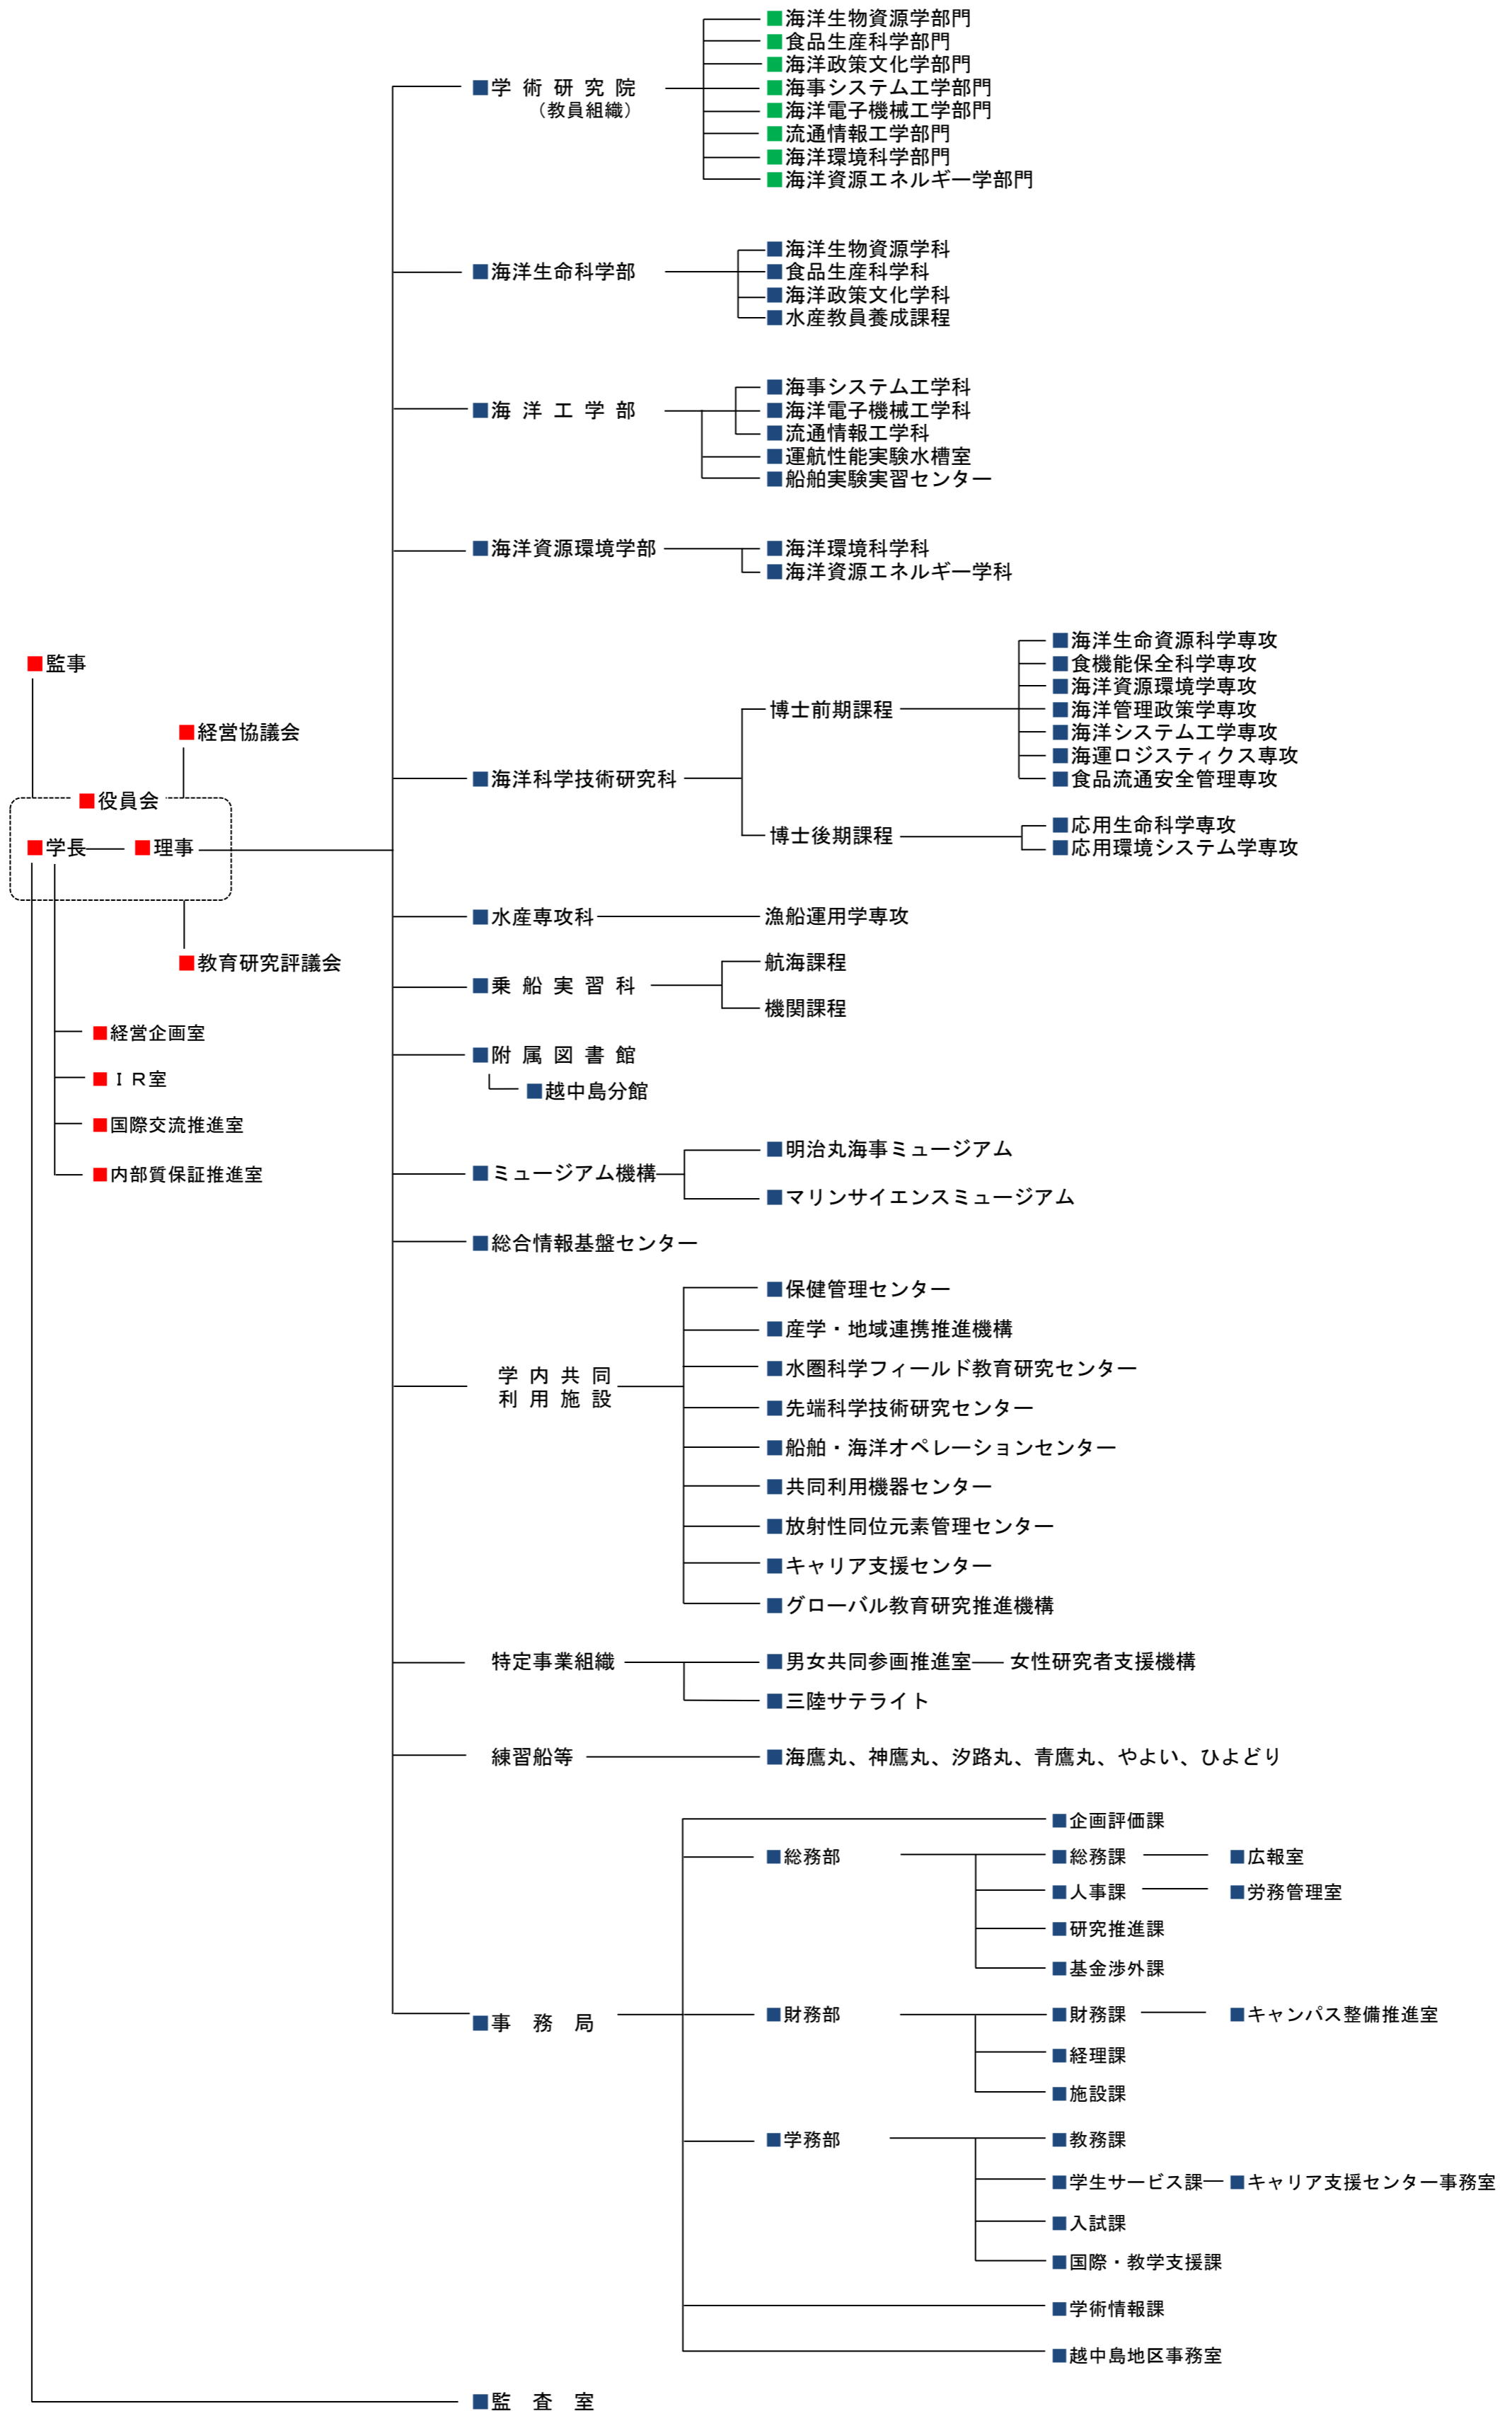 ■海洋生物資源学部門
■食品生産科学部門
■海洋政策文化学部門
■学術研究院
■海事システム工学部門
（教員組織）
■海洋電子機械工学部門
■流通情報工学部門
■海洋環境科学部門
■海洋資源エネルギー学部門
■海洋生物資源学科
■海洋生命科学部
■食品生産科学科
■海洋政策文化学科
■水産教員養成課程
■海事システム工学科
■海洋工学部
■海洋電子機械工学科
■流通情報工学科
■運航性能実験水槽室
■船舶実験実習センター
■海洋資源環境学部
■海洋環境科学科
■海洋資源エネルギー学科
■海洋生命資源科学専攻
■監事
■食機能保全科学専攻
■海洋資源環境学専攻
博士前期課程
■海洋管理政策学専攻
■経営協議会
■海洋システム工学専攻
■海運ロジスティクス専攻
■海洋科学技術研究科
■食品流通安全管理専攻
■役員会
■応用生命科学専攻
博士後期課程
■学長
■理事
■応用環境システム学専攻
■水産専攻科
漁船運用学専攻
■教育研究評議会
航海課程
■乗船実習科
機関課程
■経営企画室
■附属図書館
■ＩＲ室
■越中島分館
■国際交流推進室
■明治丸海事ミュージアム
■内部質保証推進室
■ミュージアム機構
■マリンサイエンスミュージアム
■総合情報基盤センター
■保健管理センター
■産学・地域連携推進機構
■水圏科学フィールド教育研究センター
学内共同
利用施設
■先端科学技術研究センター
■船舶・海洋オペレーションセンター
■共同利用機器センター
■放射性同位元素管理センター
■キャリア支援センター
■グローバル教育研究推進機構
特定事業組織
■男女共同参画推進室
女性研究者支援機構
■三陸サテライト
練習船等
■海鷹丸、神鷹丸、汐路丸、青鷹丸、やよい、ひよどり
■企画評価課
■総務部
■総務課
■広報室
■人事課
■労務管理室
■研究推進課
■基金渉外課
■事務局
■財務部
■財務課
■キャンパス整備推進室
■経理課
■施設課
■学務部
■教務課
■学生サービス課
■キャリア支援センター事務室
■入試課
■国際・教学支援課
■学術情報課
■越中島地区事務室
■監査室